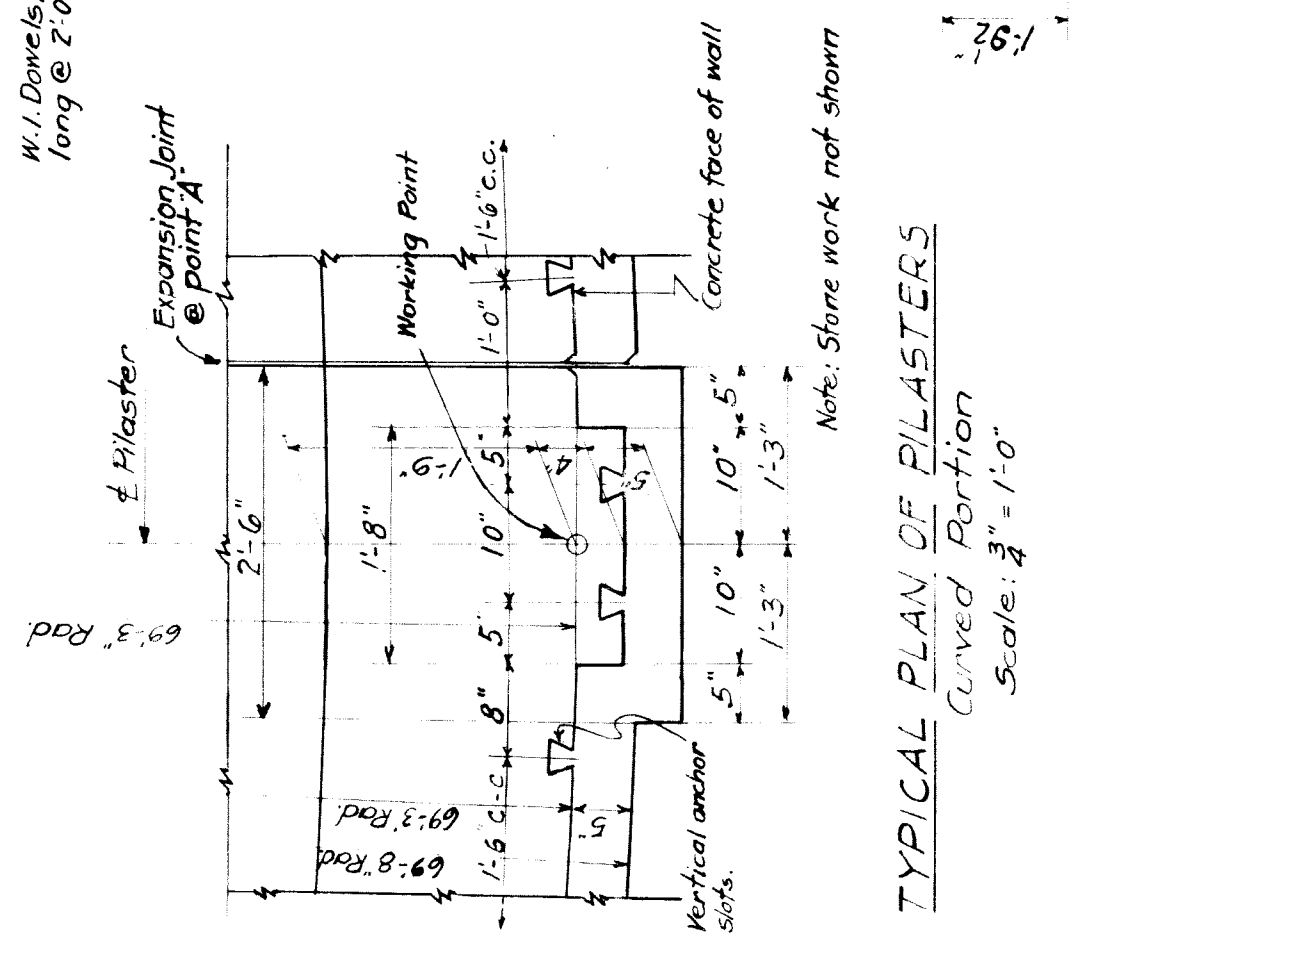 W.I. Dowels,
long @ 2'-0
Expansion Joint
@ point "A"
℄ Pilaster
Working Point
1'-6" c.c.
1'-0"
5"
10"
5"
8"
1'-6" c.-c
2'-6"
1'-8"
1'-9"
4"
5"
69'-3" Rad.
69'-3" Rad.
69'-8" Rad.
5"
Concrete face of wall
Vertical anchor
slots.
5"
10"
10"
5"
1'-3"
1'-3"
Note: Stone work not shown
TYPICAL PLAN OF PILASTERS
Curved Portion
Scale: 3/4" = 1'-0"